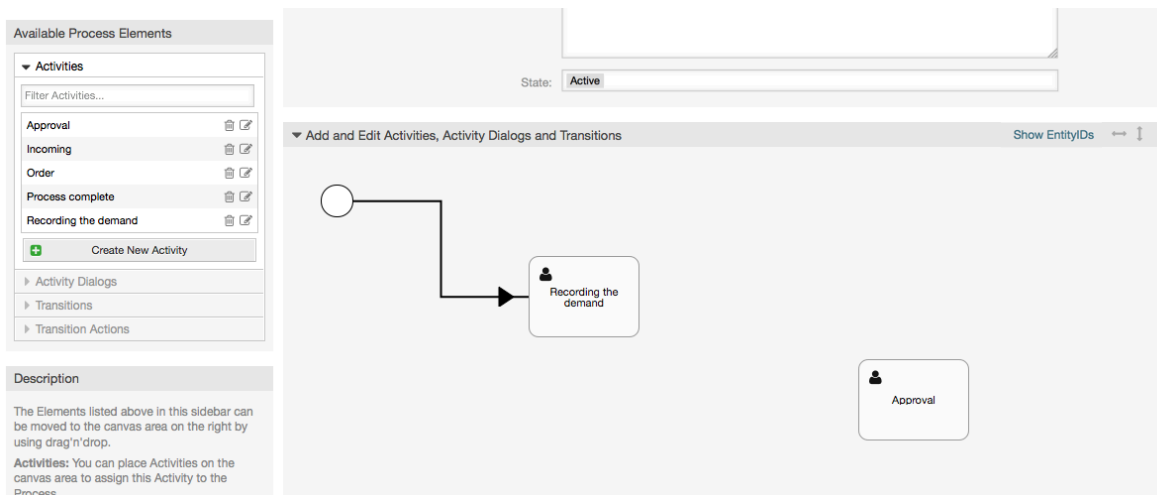 Available Process Elements
Activities
Filter Activities...
Approval
Incoming
Order
Process complete
Recording the demand
Create New Activity
Activity Dialogs
Transitions
Transition Actions
Description
The Elements listed above in this sidebar can
be moved to the canvas area on the right by
using drag'n'drop.
Activities: You can place Activities on the
canvas area to assign this Activity to the
Process.
State: Active
Add and Edit Activities, Activity Dialogs and Transitions
Show EntityIDs
Recording the
demand
Approval